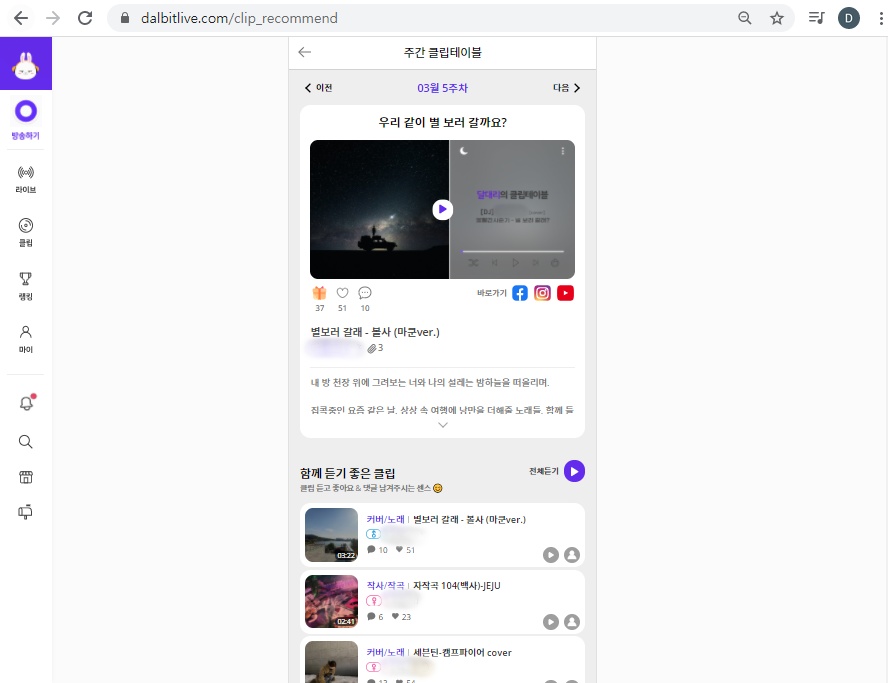 dalbitlive.com/clip_recommend
D
주간 클립테이블
이전
03월 5주차
다음
방송하기
라이브
클립
랭킹
마이
우리 같이 별 보러 갈까요?
달대리의 클립테이블
[DJ]
37
51
10
바로가기
별보러 갈래 - 볼사 (마쿤ver.)
3
내 방 천장 위에 그려보는 너와 나의 설레는 밤하늘을 떠올리며.
집콕중인 요즘 같은 날, 상상 속 여행에 낭만을 더해줄 노래들, 함께 들
함께 듣기 좋은 클립
전체듣기
클립 듣고 좋아요 & 댓글 남겨주시는 센스
커버/노래 | 별보러 갈래 - 볼사 (마쿤ver.)
03:22
10
51
작사/작곡 | 자작곡 104(백사)-JEJU
02:41
6
23
커버/노래 | 세븐틴-캠프파이어 cover
13
54